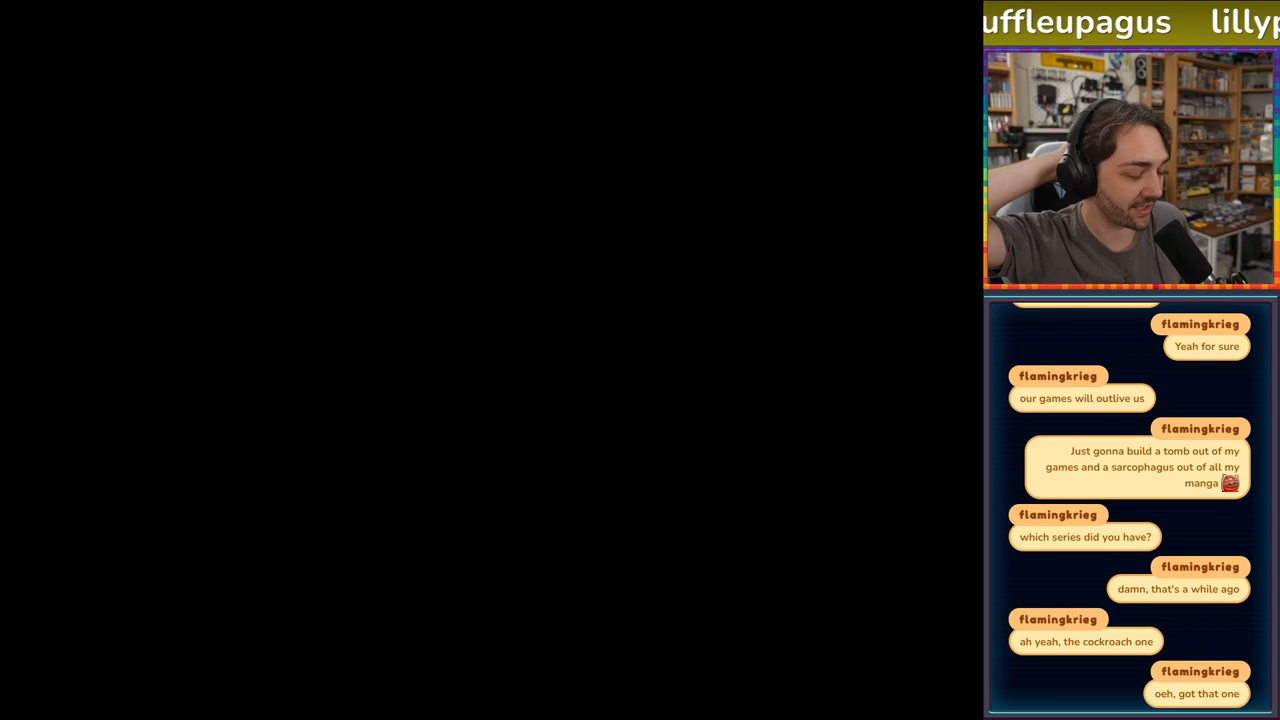 uffleupagus lillyp
flamingkrieg
Yeah for sure
flamingkrieg
our games will outlive us
flamingkrieg
Just gonna build a tomb out of my
games and a sarcophagus out of all my
manga
flamingkrieg
which series did you have?
flamingkrieg
damn, that's a while ago
flamingkrieg
ah yeah, the cockroach one
flamingkrieg
oeh, got that one